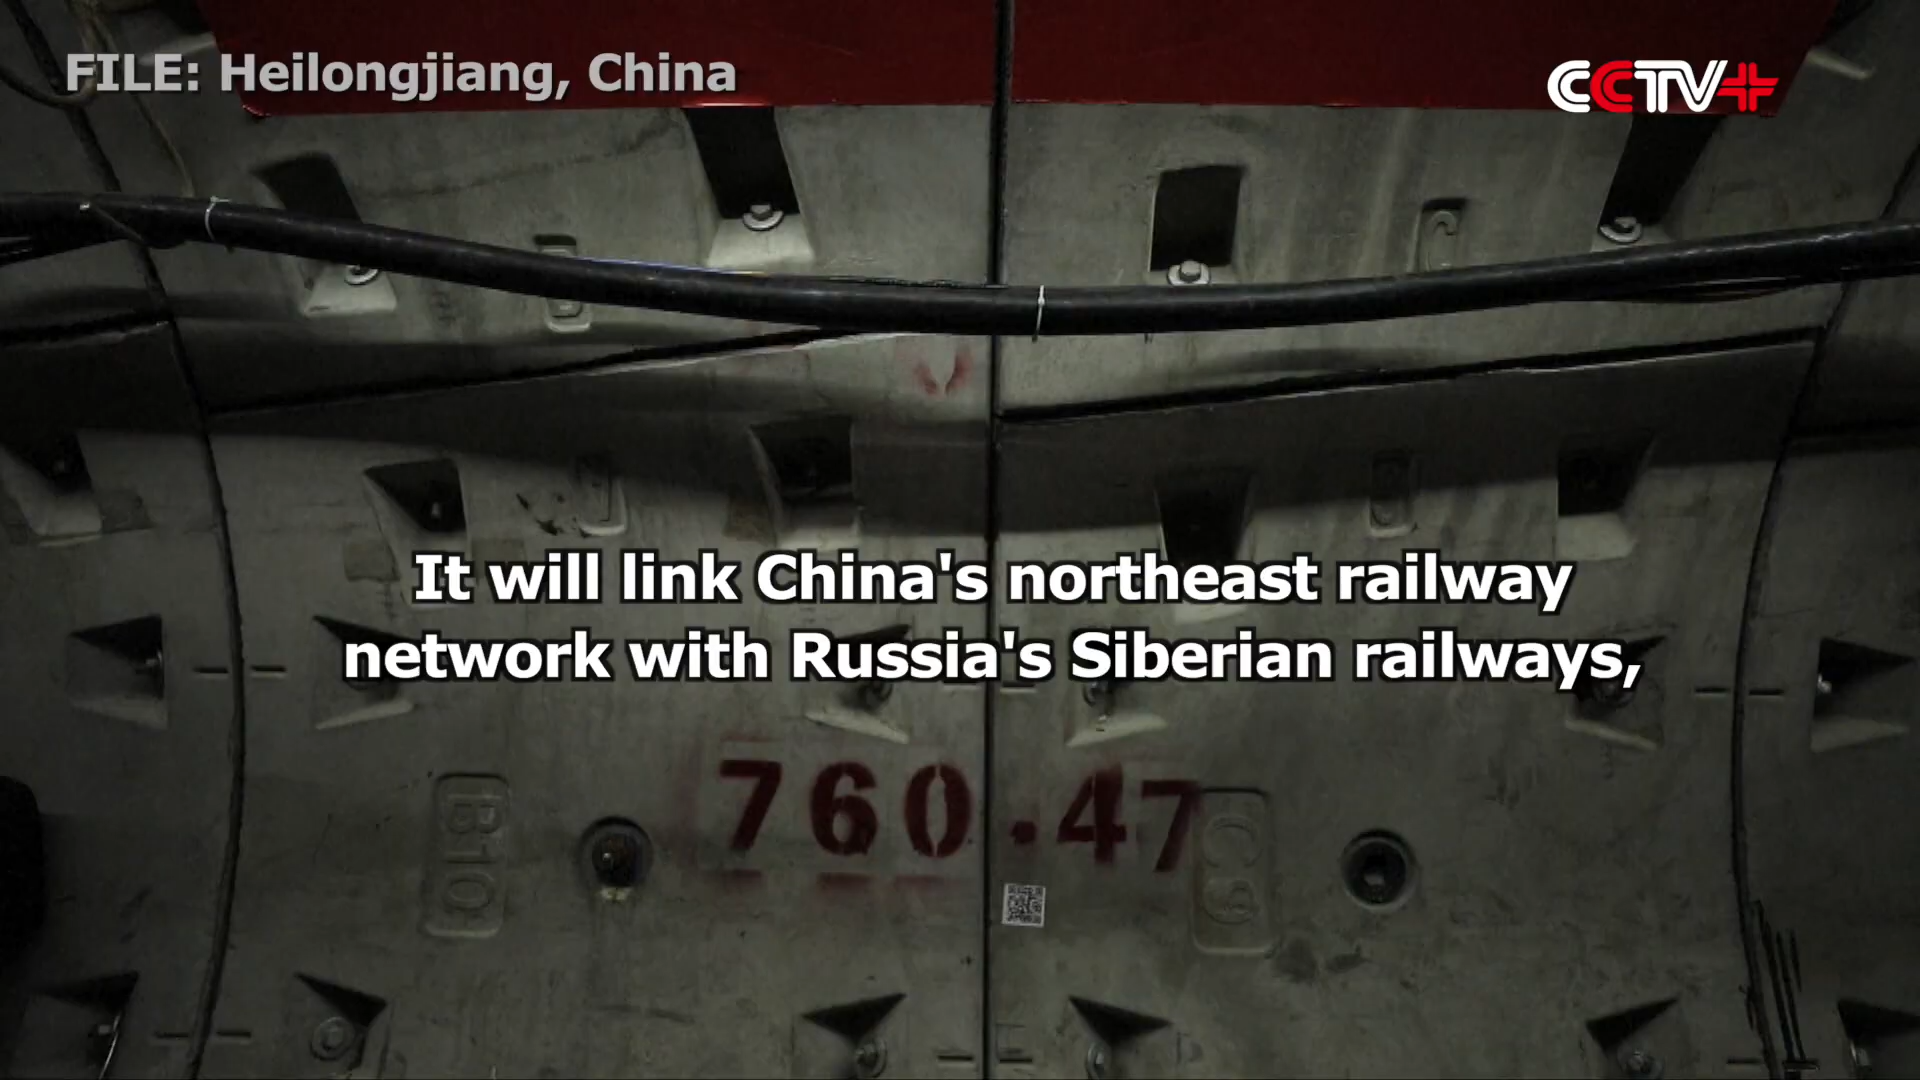 FILE: Heilongjiang, China
CCTV+
It will link China's northeast railway
network with Russia's Siberian railways,
760.47
B10
C9